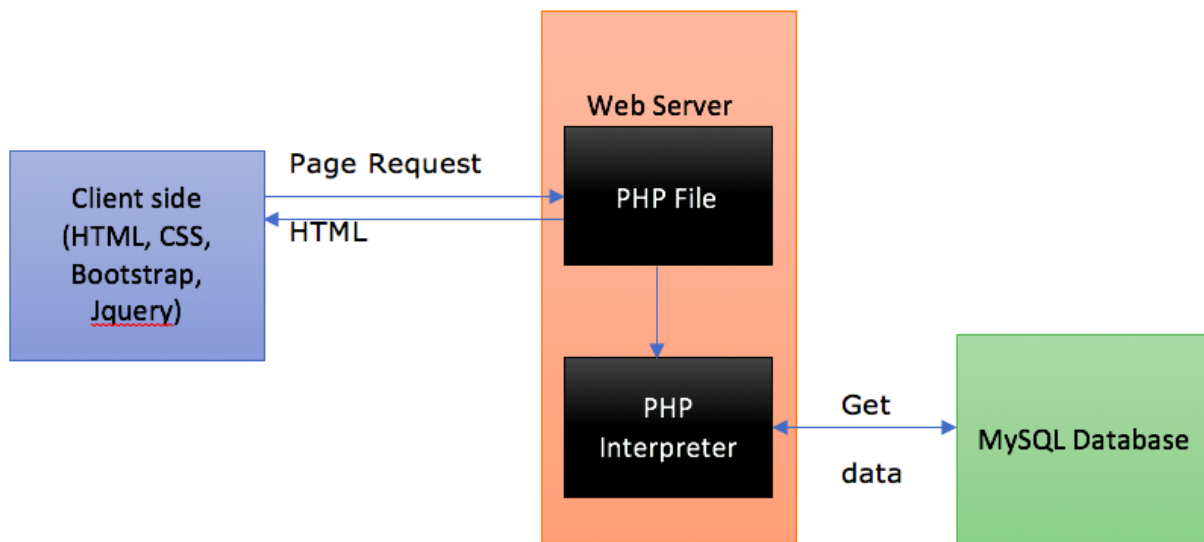 Web Server
Page Request
PHP File
Client side
(HTML, CSS,
Bootstrap,
Jquery)
HTML
PHP
Interpreter
Get
data
MySQL Database